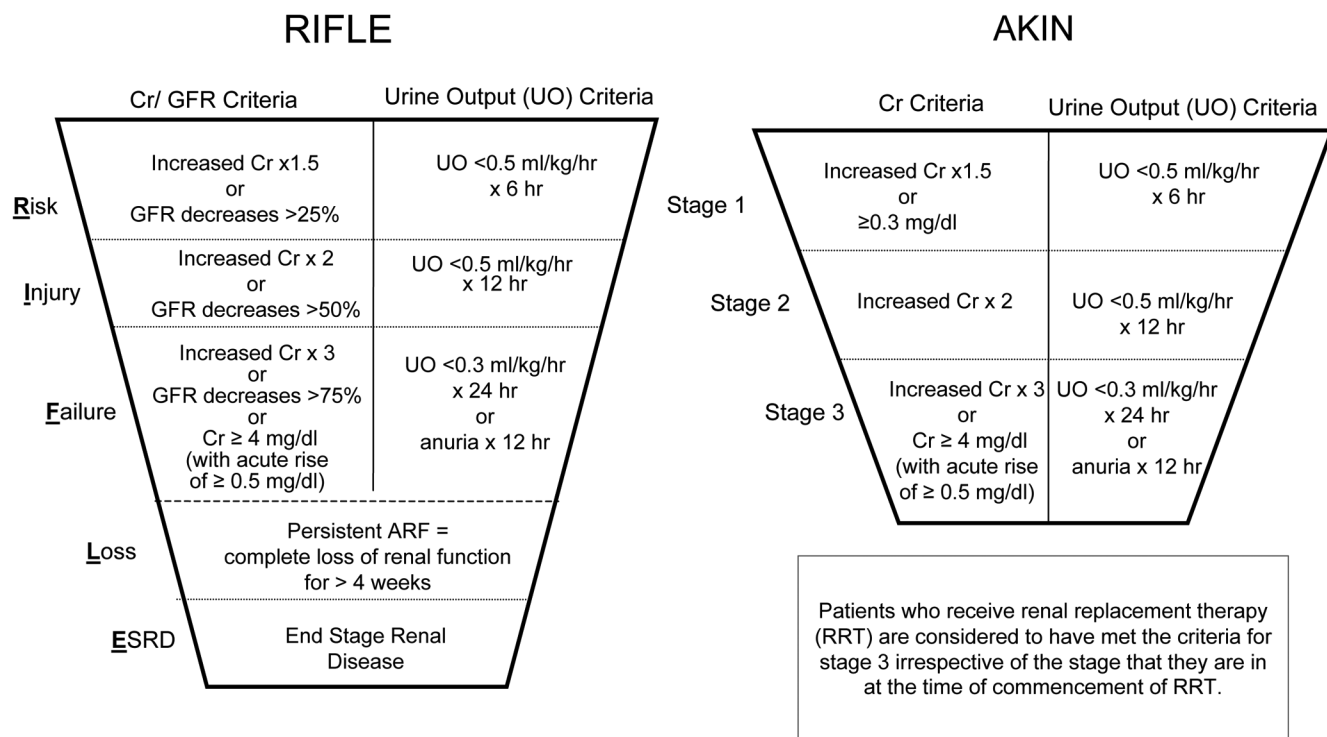 RIFLE
Cr/ GFR Criteria
Urine Output (UO) Criteria
Risk
Increased Cr x1.5
or
GFR decreases >25%
UO <0.5 ml/kg/hr
x 6 hr
Injury
Increased Cr x 2
or
GFR decreases >50%
UO <0.5 ml/kg/hr
x 12 hr
Failure
Increased Cr x 3
or
GFR decreases >75%
or
Cr ≥ 4 mg/dl
(with acute rise
of ≥ 0.5 mg/dl)
UO <0.3 ml/kg/hr
x 24 hr
or
anuria x 12 hr
Loss
Persistent ARF =
complete loss of renal function
for > 4 weeks
ESRD
End Stage Renal
Disease
AKIN
Cr Criteria
Urine Output (UO) Criteria
Stage 1
Increased Cr x1.5
or
≥0.3 mg/dl
UO <0.5 ml/kg/hr
x 6 hr
Stage 2
Increased Cr x 2
UO <0.5 ml/kg/hr
x 12 hr
Stage 3
Increased Cr x 3
or
Cr ≥ 4 mg/dl
(with acute rise
of ≥ 0.5 mg/dl)
UO <0.3 ml/kg/hr
x 24 hr
or
anuria x 12 hr
Patients who receive renal replacement therapy
(RRT) are considered to have met the criteria for
stage 3 irrespective of the stage that they are in
at the time of commencement of RRT.